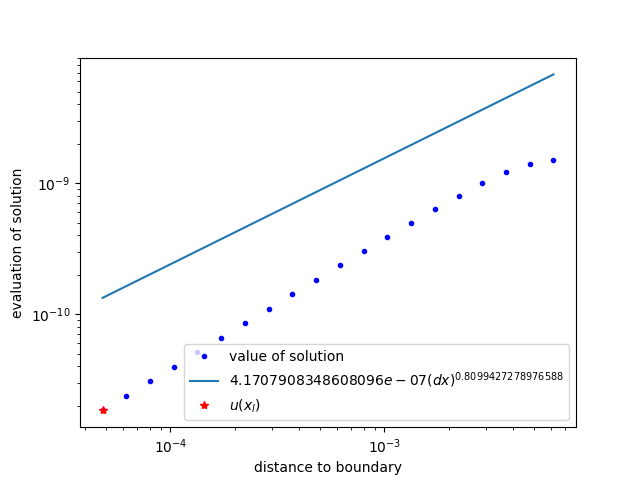 evaluation of solution
10⁻⁹
10⁻¹⁰
value of solution
4.1707908348608096e − 07(dx)^0.8099427278976588
u(x_l)
10⁻⁴
10⁻³
distance to boundary